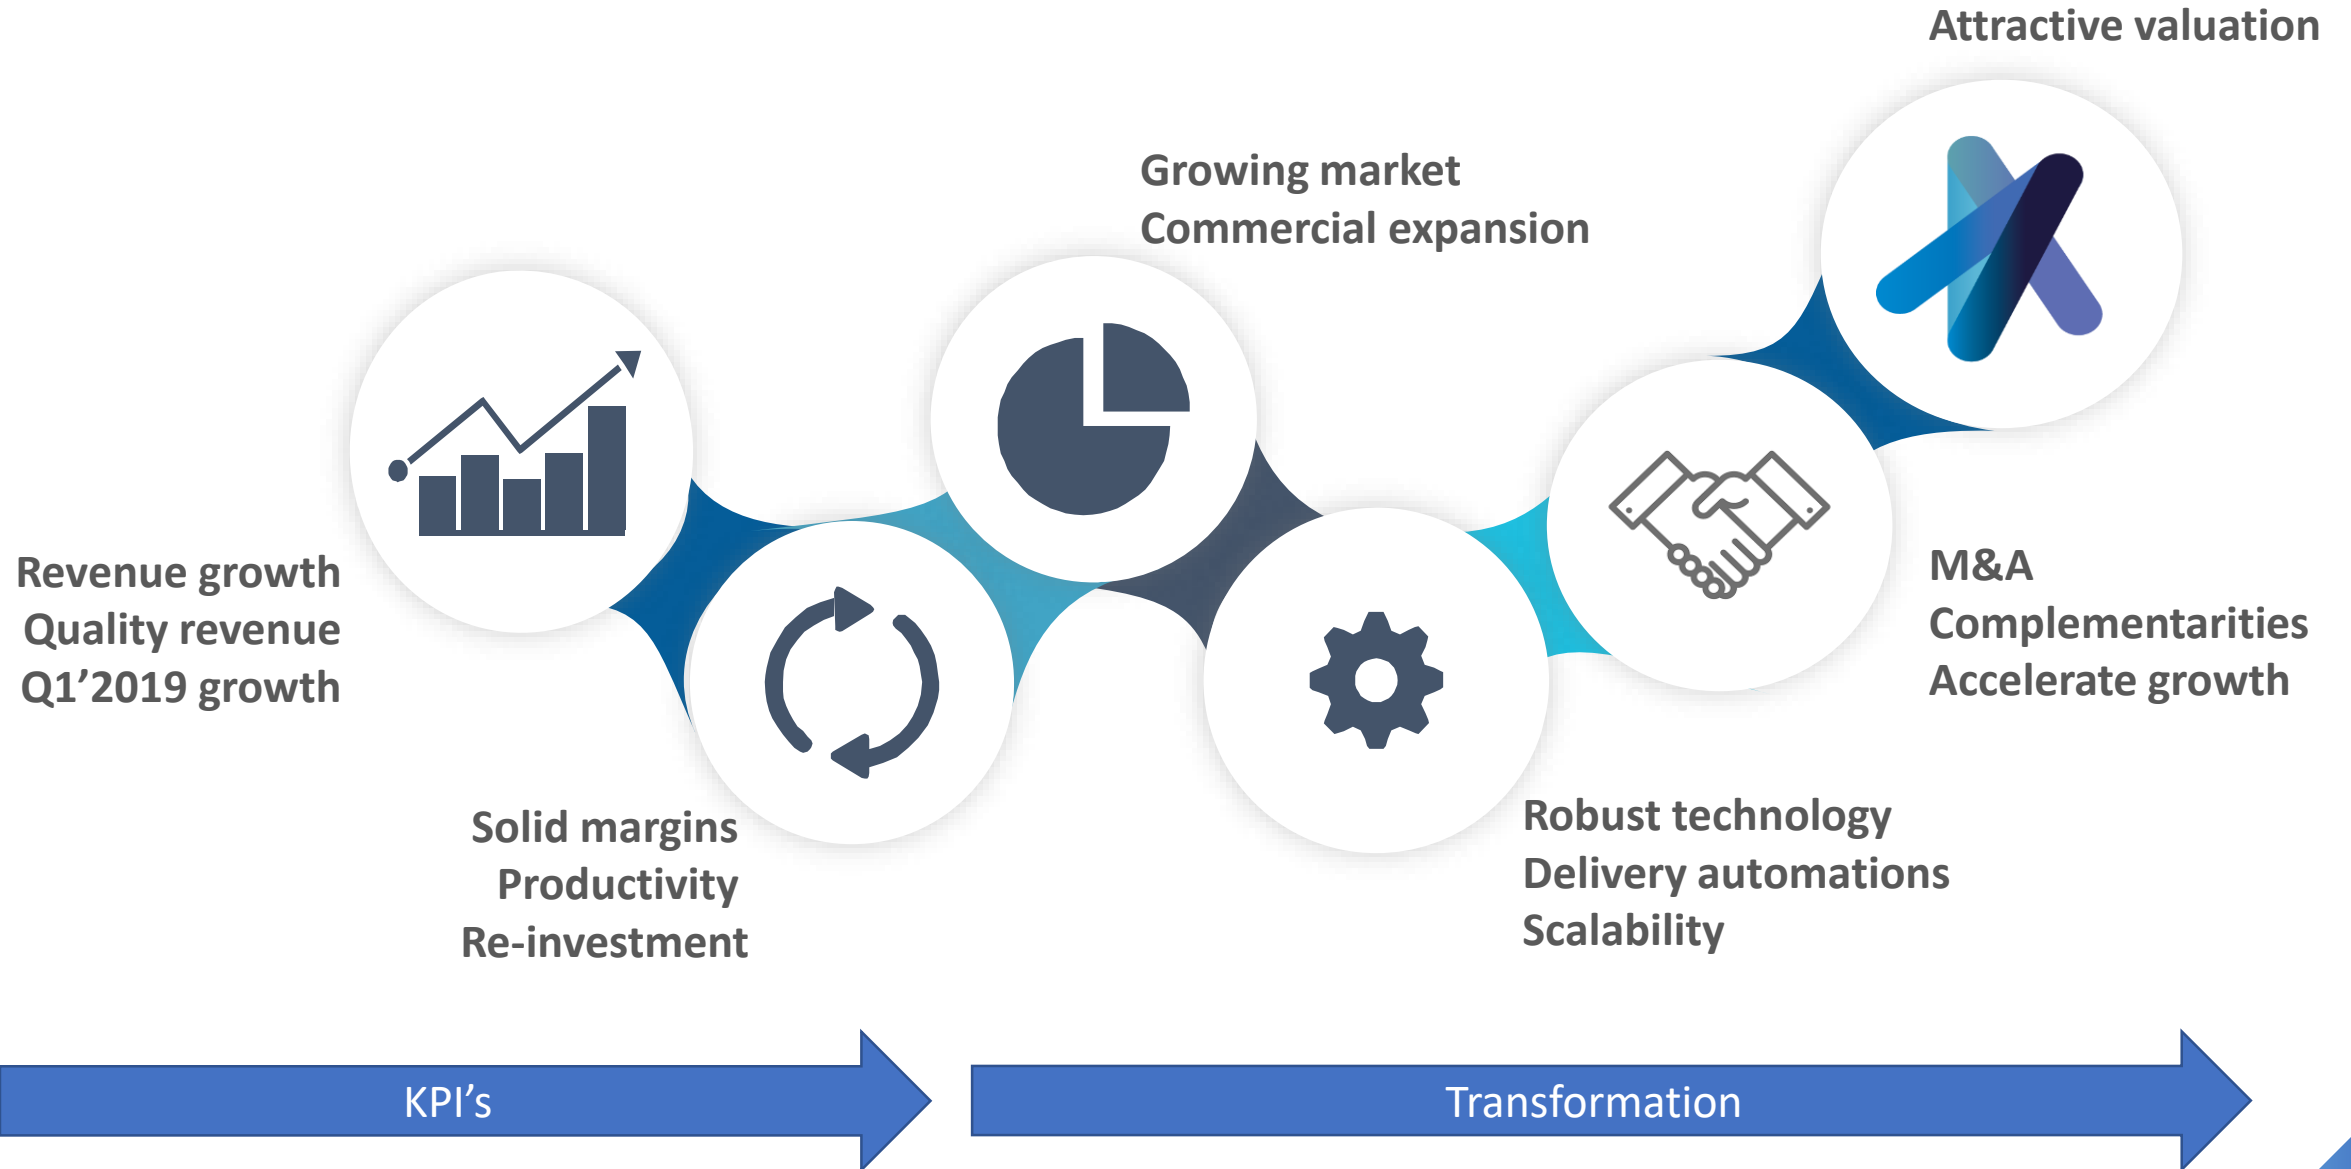 Attractive valuation
Growing market
Commercial expansion
Revenue growth
Quality revenue
Q1’2019 growth
M&A
Complementarities
Accelerate growth
Solid margins
Productivity
Re-investment
Robust technology
Delivery automations
Scalability
KPI’s
Transformation